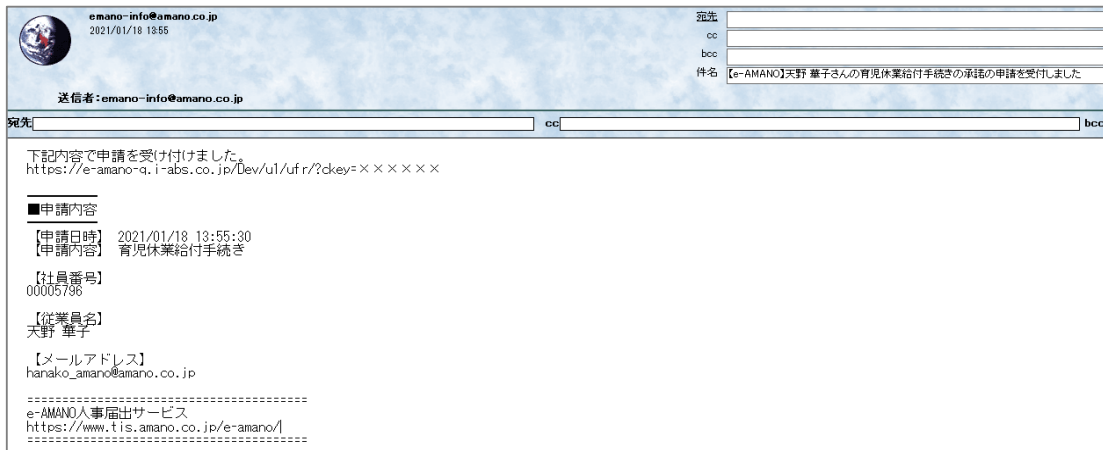 emano-info@amano.co.jp
2021/01/18 13:55
宛先
cc
bcc
件名 【e-AMANO】天野 華子さんの育児休業給付手続きの承諾の申請を受付しました
送信者:emano-info@amano.co.jp
宛先 cc bcc
下記内容で申請を受け付けました。
https://e-amano-q.i-abs.co.jp/Dev/u1/ufr/?ckey=××××××
■申請内容
【申請日時】 2021/01/18 13:55:30
【申請内容】 育児休業給付手続き
【社員番号】
00005796
【従業員名】
天野 華子
【メールアドレス】
hanako_amano@amano.co.jp
========================================
e-AMANO人事届出サービス
https://www.tis.amano.co.jp/e-amano/
========================================